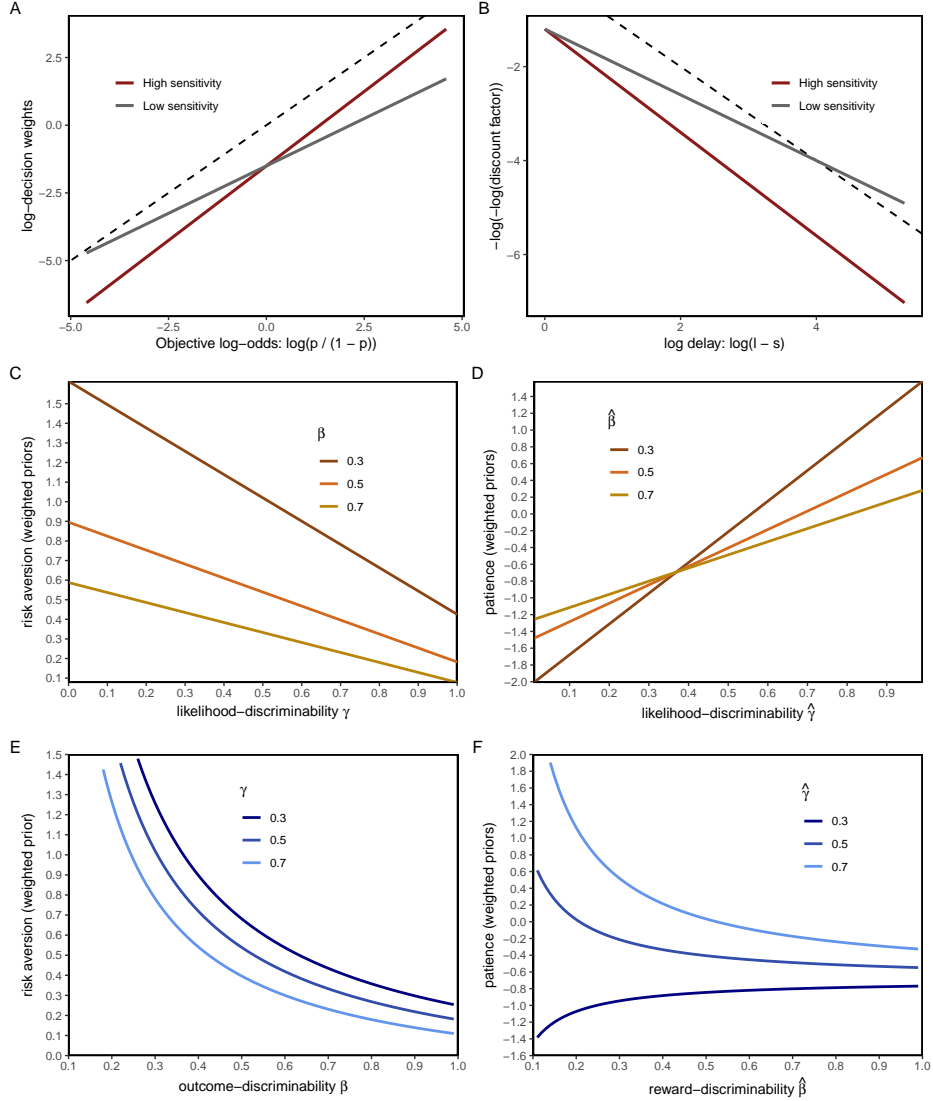 A
log−decision weights
2.5
0.0
−2.5
−5.0
High sensitivity
Low sensitivity
−5.0 −2.5 0.0 2.5 5.0
Objective log−odds: log(p / (1 − p))
B
−log(−log(discount factor))
−2
−4
−6
High sensitivity
Low sensitivity
0 2 4
log delay: log(l − s)
C
risk aversion (weighted priors)
1.5
1.4
1.3
1.2
1.1
1.0
0.9
0.8
0.7
0.6
0.5
0.4
0.3
0.2
0.1
β
0.3
0.5
0.7
0.0 0.1 0.2 0.3 0.4 0.5 0.6 0.7 0.8 0.9 1.0
likelihood−discriminability γ
D
patience (weighted priors)
1.4
1.2
1.0
0.8
0.6
0.4
0.2
0.0
−0.2
−0.4
−0.6
−0.8
−1.0
−1.2
−1.4
−1.6
−1.8
−2.0
β̂
0.3
0.5
0.7
0.1 0.2 0.3 0.4 0.5 0.6 0.7 0.8 0.9
likelihood−discriminability γ̂
E
risk aversion (weighted prior)
1.5
1.4
1.3
1.2
1.1
1.0
0.9
0.8
0.7
0.6
0.5
0.4
0.3
0.2
0.1
0.0
γ
0.3
0.5
0.7
0.1 0.2 0.3 0.4 0.5 0.6 0.7 0.8 0.9 1.0
outcome−discriminability β
F
patience (weighted priors)
2.0
1.8
1.6
1.4
1.2
1.0
0.8
0.6
0.4
0.2
0.0
−0.2
−0.4
−0.6
−0.8
−1.0
−1.2
−1.4
−1.6
γ̂
0.3
0.5
0.7
0.1 0.2 0.3 0.4 0.5 0.6 0.7 0.8 0.9 1.0
reward−discriminability β̂